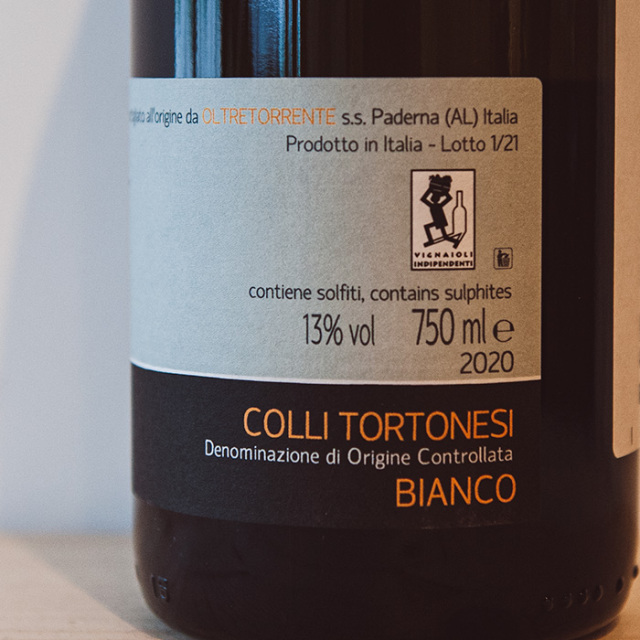 all'origine da OLTRETORRENTE s.s. Paderna (AL) Italia
Prodotto in Italia - Lotto 1/21
VIGNAIOLI
INDIPENDENTI
contiene solfiti, contains sulphites
13% vol 750 ml e
2020
COLLI TORTONESI
Denominazione di Origine Controllata
BIANCO